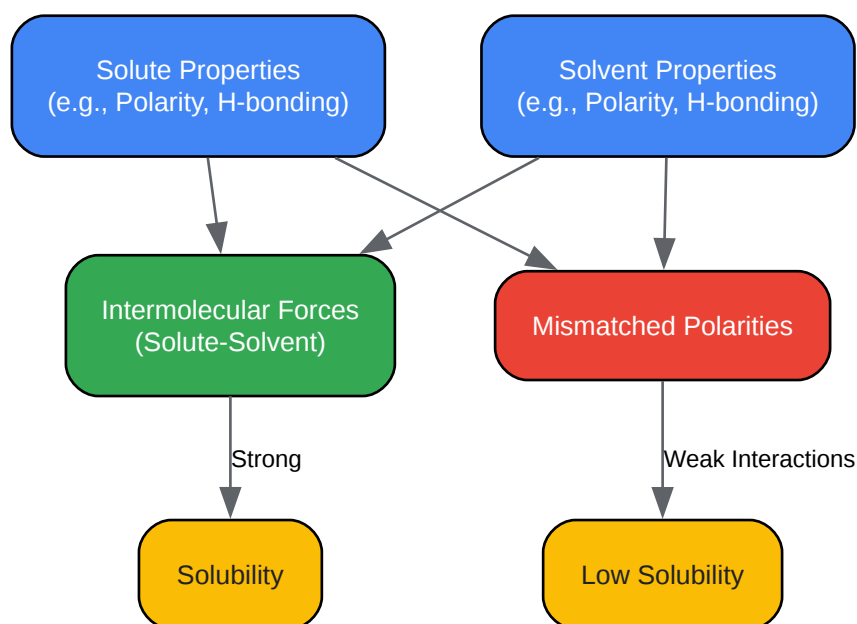 Solute Properties
(e.g., Polarity, H-bonding)
Solvent Properties
(e.g., Polarity, H-bonding)
Intermolecular Forces
(Solute-Solvent)
Mismatched Polarities
Strong
Weak Interactions
Solubility
Low Solubility